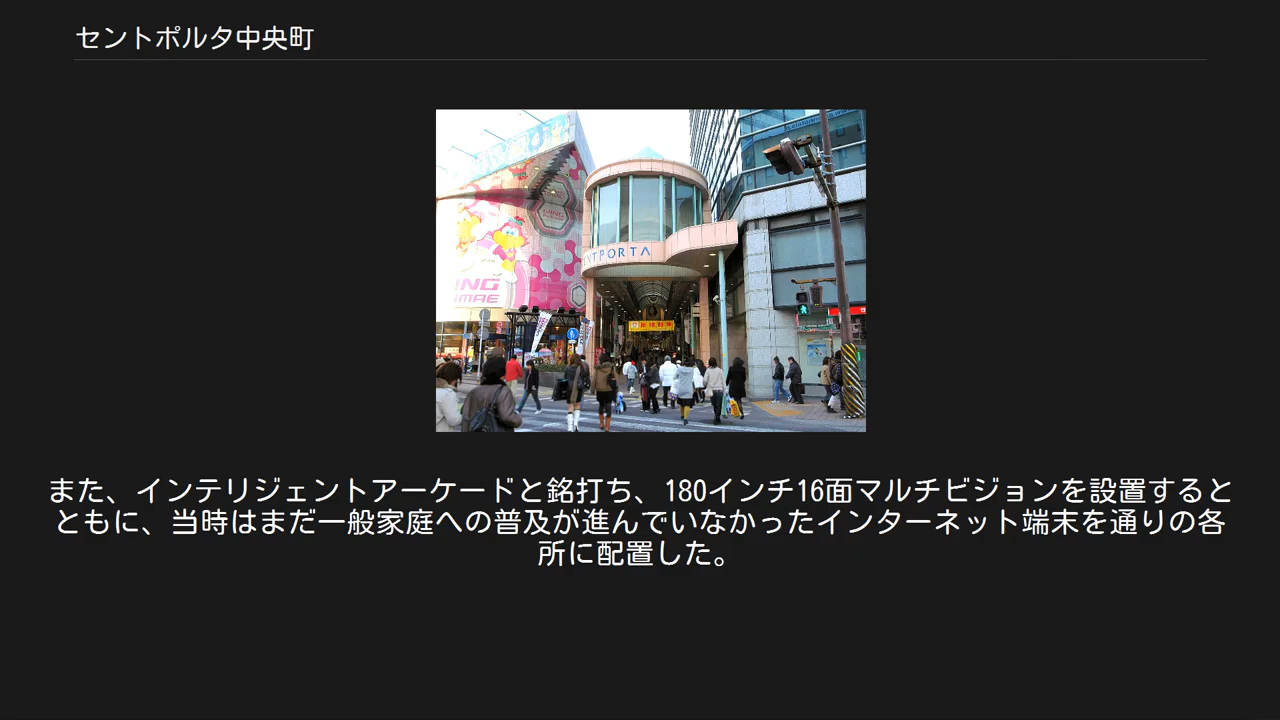 セントポルタ中央町
NTPORTA
ING
IMAE
また、インテリジェントアーケードと銘打ち、180インチ16面マルチビジョンを設置すると
ともに、当時はまだ一般家庭への普及が進んでいなかったインターネット端末を通りの各
所に配置した。